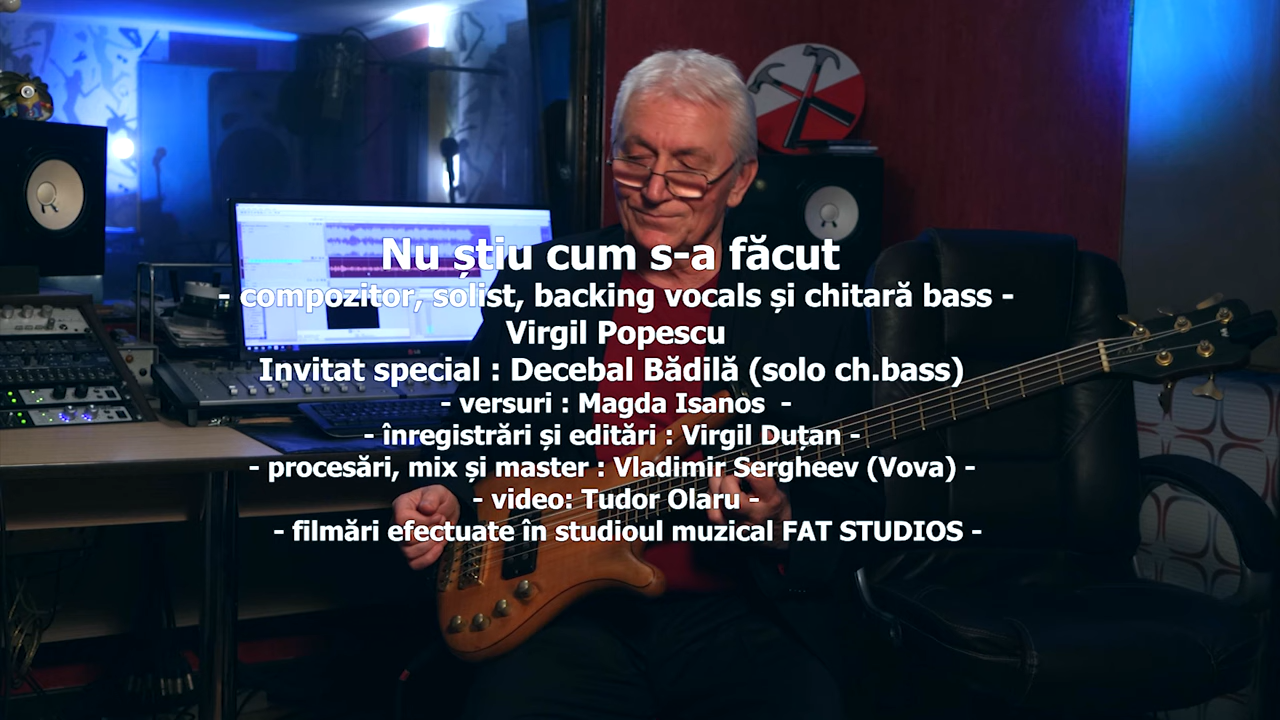 Nu știu cum s-a făcut
- compozitor, solist, backing vocals și chitară bass -
Virgil Popescu
Invitat special : Decebal Bădilă (solo ch.bass)
- versuri : Magda Isanos -
- înregistrări și editări : Virgil Duțan -
- procesări, mix și master : Vladimir Sergheev (Vova) -
- video: Tudor Olaru -
- filmări efectuate în studioul muzical FAT STUDIOS -